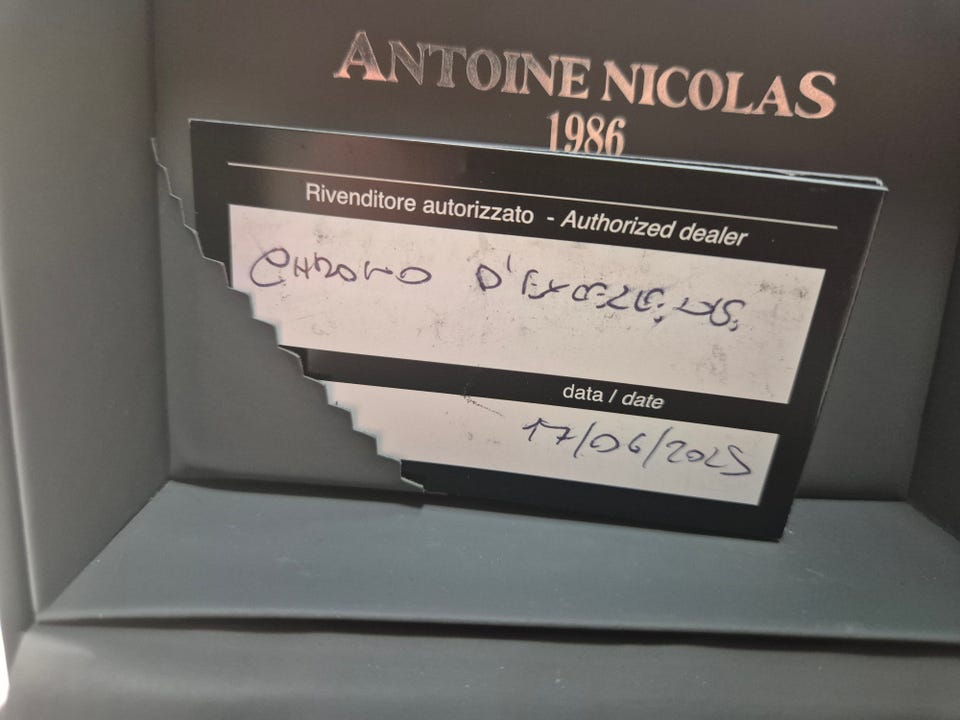 ANTOINE NICOLAS
1986
Rivenditore autorizzato - Authorized dealer
CHRONO
data / date
17/06/2025